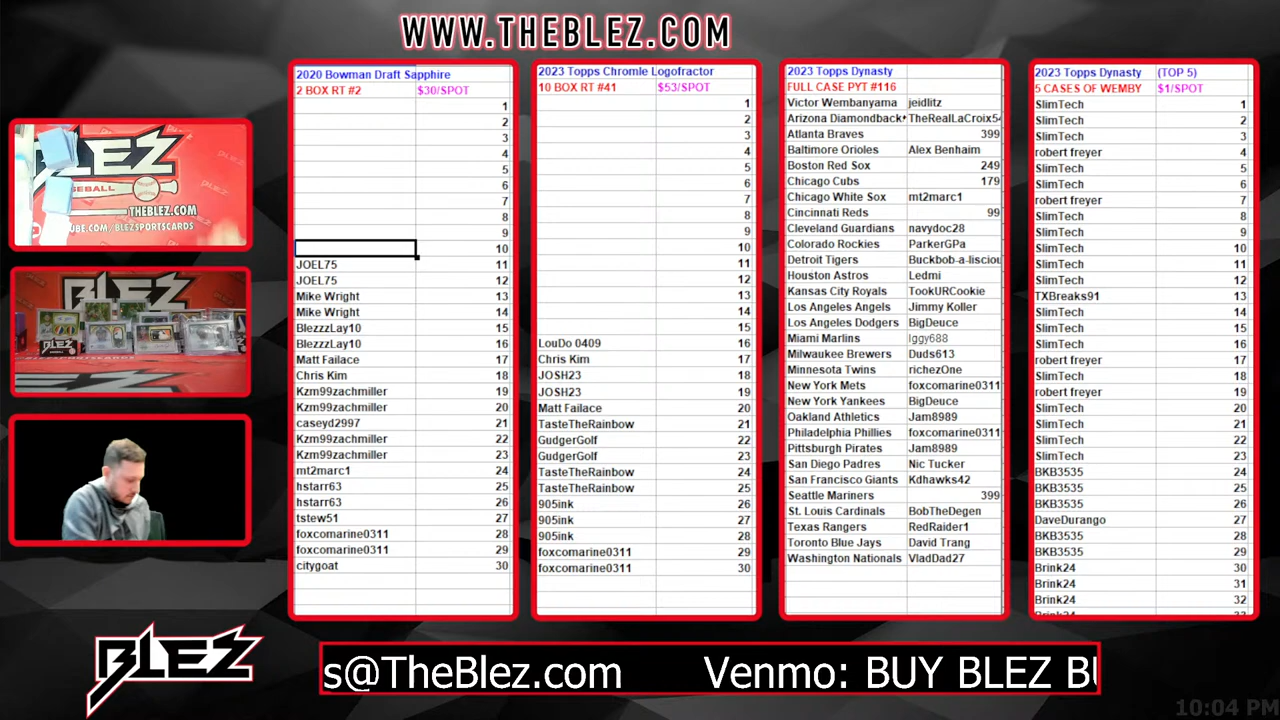 WWW.THEBLEZ.COM
BLEZ
BASEBALL
THEBLEZ.COM
UBE.COM/BLEZSPORTSCARDS
BLEZ
BLEZ
2020 Bowman Draft Sapphire
2 BOX RT #2 $30/SPOT
1
2
3
4
5
6
7
8
9
10
JOEL75 11
JOEL75 12
Mike Wright 13
Mike Wright 14
BlezzzLay10 15
BlezzzLay10 16
Matt Failace 17
Chris Kim 18
Kzm99zachmiller 19
Kzm99zachmiller 20
caseyd2997 21
Kzm99zachmiller 22
Kzm99zachmiller 23
mt2marc1 24
hstarr63 25
hstarr63 26
tstew51 27
foxcomarine0311 28
foxcomarine0311 29
citygoat 30
2023 Topps Chromle Logofractor
10 BOX RT #41 $53/SPOT
1
2
3
4
5
6
7
8
9
10
11
12
13
14
15
LouDo 0409 16
Chris Kim 17
JOSH23 18
JOSH23 19
Matt Failace 20
TasteTheRainbow 21
GudgerGolf 22
GudgerGolf 23
TasteTheRainbow 24
TasteTheRainbow 25
905ink 26
905ink 27
905ink 28
foxcomarine0311 29
foxcomarine0311 30
2023 Topps Dynasty
FULL CASE PYT #116
Victor Wembanyama jeidlitz
Arizona Diamondback TheRealLaCroix54
Atlanta Braves 399
Baltimore Orioles Alex Benhaim
Boston Red Sox 249
Chicago Cubs 179
Chicago White Sox mt2marc1
Cincinnati Reds 99
Cleveland Guardians navydoc28
Colorado Rockies ParkerGPa
Detroit Tigers Buckbob-a-lisciou
Houston Astros Ledmi
Kansas City Royals TookURCookie
Los Angeles Angels Jimmy Koller
Los Angeles Dodgers BigDeuce
Miami Marlins Iggy688
Milwaukee Brewers Duds613
Minnesota Twins richezOne
New York Mets foxcomarine0311
New York Yankees BigDeuce
Oakland Athletics Jam8989
Philadelphia Phillies foxcomarine0311
Pittsburgh Pirates Jam8989
San Diego Padres Nic Tucker
San Francisco Giants Kdhawks42
Seattle Mariners 399
St. Louis Cardinals BobTheDegen
Texas Rangers RedRaider1
Toronto Blue Jays David Trang
Washington Nationals VladDad27
2023 Topps Dynasty (TOP 5)
5 CASES OF WEMBY $1/SPOT
SlimTech 1
SlimTech 2
SlimTech 3
robert freyer 4
SlimTech 5
SlimTech 6
robert freyer 7
SlimTech 8
SlimTech 9
SlimTech 10
SlimTech 11
SlimTech 12
TXBreaks91 13
SlimTech 14
SlimTech 15
SlimTech 16
robert freyer 17
SlimTech 18
robert freyer 19
SlimTech 20
SlimTech 21
SlimTech 22
SlimTech 23
BKB3535 24
BKB3535 25
BKB3535 26
DaveDurango 27
BKB3535 28
BKB3535 29
Brink24 30
Brink24 31
Brink24 32
Brink24 33
BLEZ
s@TheBlez.com Venmo: BUY BLEZ BU
10:04 PM